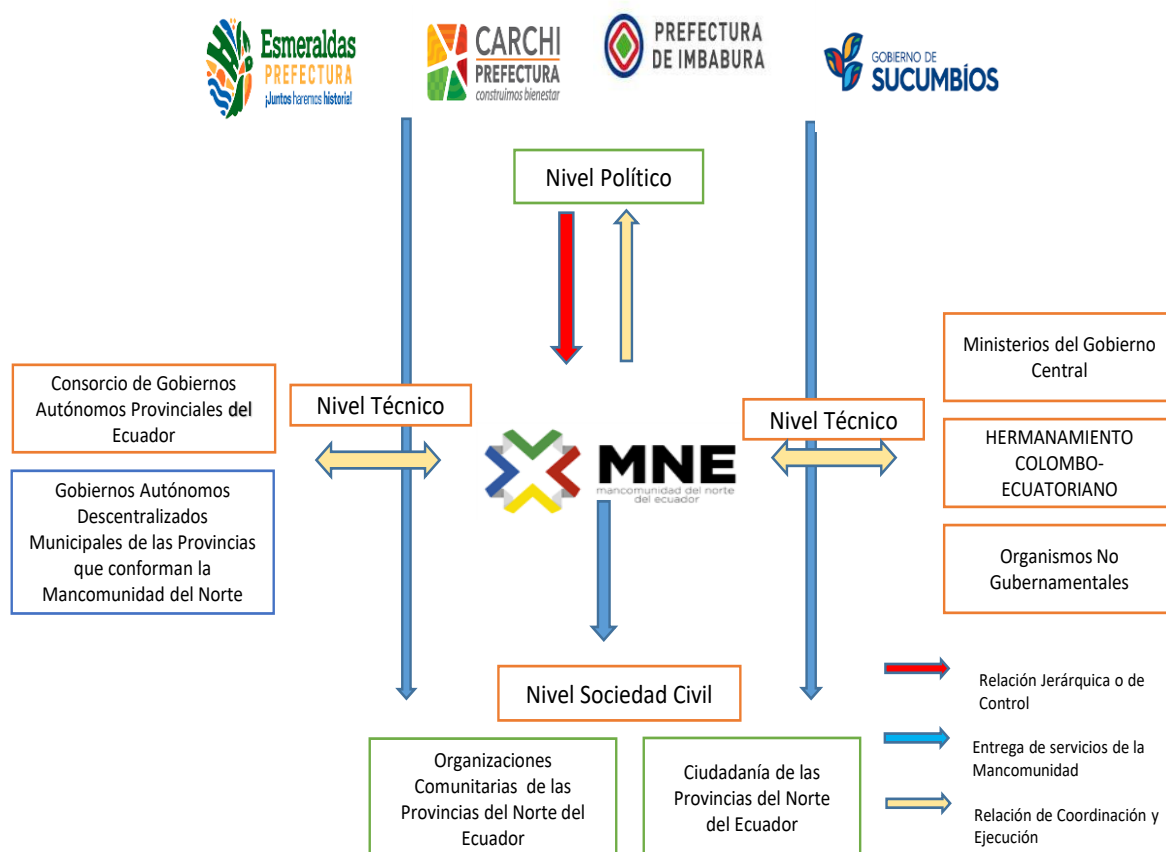 Esmeraldas
PREFECTURA
¡Juntos haremos historia!
CARCHI
PREFECTURA
construimos bienestar
PREFECTURA
DE IMBABURA
GOBIERNO DE
SUCUMBÍOS
Nivel Político
Consorcio de Gobiernos
Autónomos Provinciales del
Ecuador
Nivel Técnico
Gobiernos Autónomos
Descentralizados
Municipales de las Provincias
que conforman la
Mancomunidad del Norte
MNE
mancomunidad del norte
del ecuador
Nivel Técnico
Ministerios del Gobierno
Central
HERMANAMIENTO
COLOMBO-
ECUATORIANO
Organismos No
Gubernamentales
Nivel Sociedad Civil
Organizaciones
Comunitarias de las
Provincias del Norte del
Ecuador
Ciudadanía de las
Provincias del Norte
del Ecuador
Relación Jerárquica o de
Control
Entrega de servicios de la
Mancomunidad
Relación de Coordinación y
Ejecución